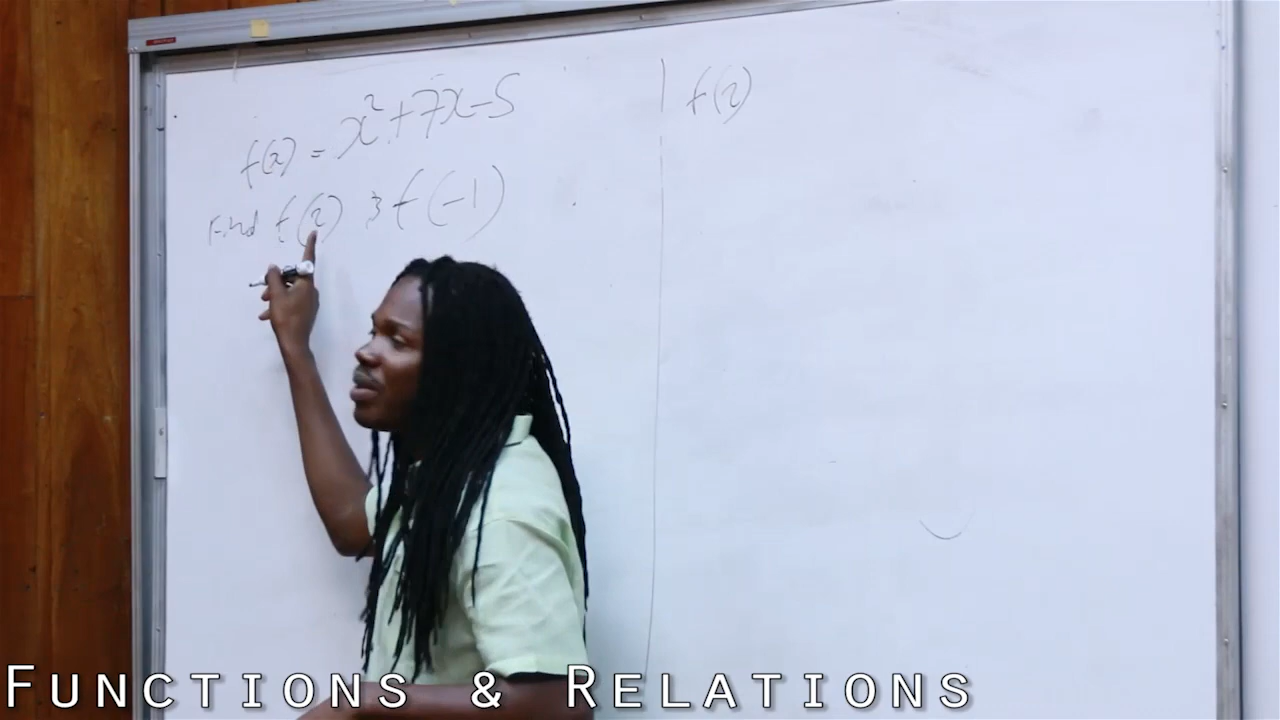 f(x) = x² + 7x - 5
Find f(2) & f(-1)
f(2)
FUNCTIONS & RELATIONS